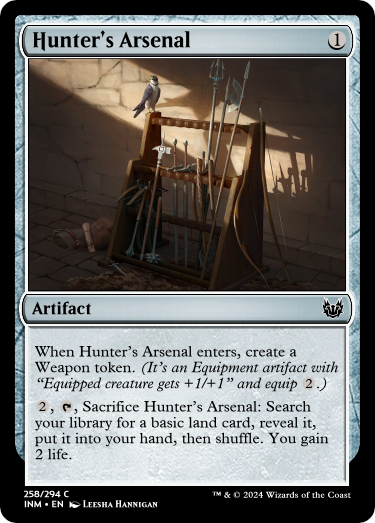 Hunter's Arsenal 1
Artifact
When Hunter's Arsenal enters, create a
Weapon token. (It's an Equipment artifact with
"Equipped creature gets +1/+1" and equip 2.)
2, , Sacrifice Hunter's Arsenal: Search
your library for a basic land card, reveal it,
put it into your hand, then shuffle. You gain
2 life.
258/294 C
INM • EN Leesha Hannigan
™ & © 2024 Wizards of the Coast